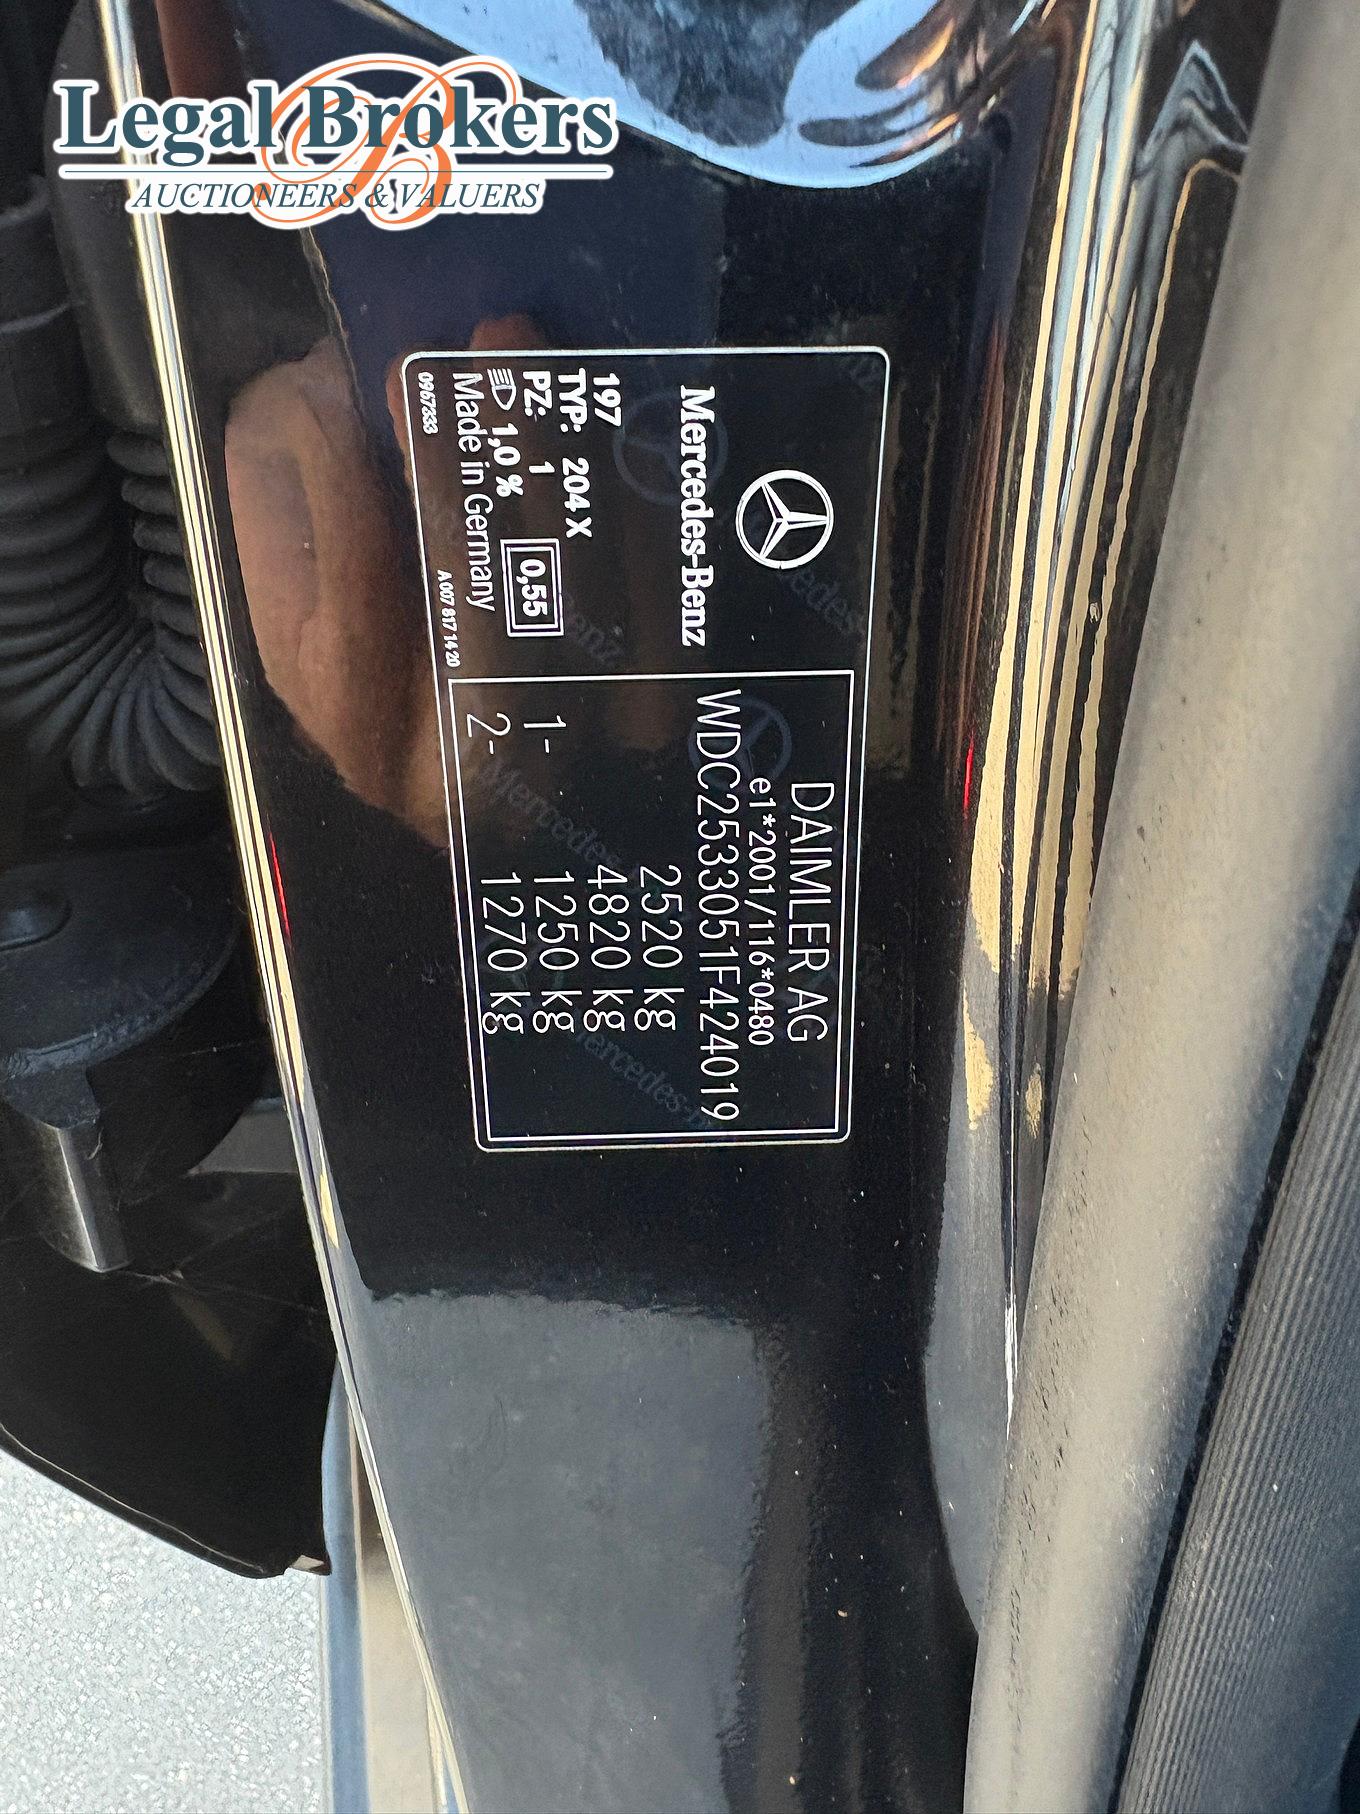 Legal Brokers
AUCTIONEERS & VALUERS
Mercedes-Benz
197
TYP: 204 X
PZ: 1
0,55
1,0 %
Made in Germany
0967333
A 007 817 14 20
DAIMLER AG
e1*2001/116*0480
WDC2533051F424019
2520 kg
4820 kg
1- 1250 kg
2- 1270 kg